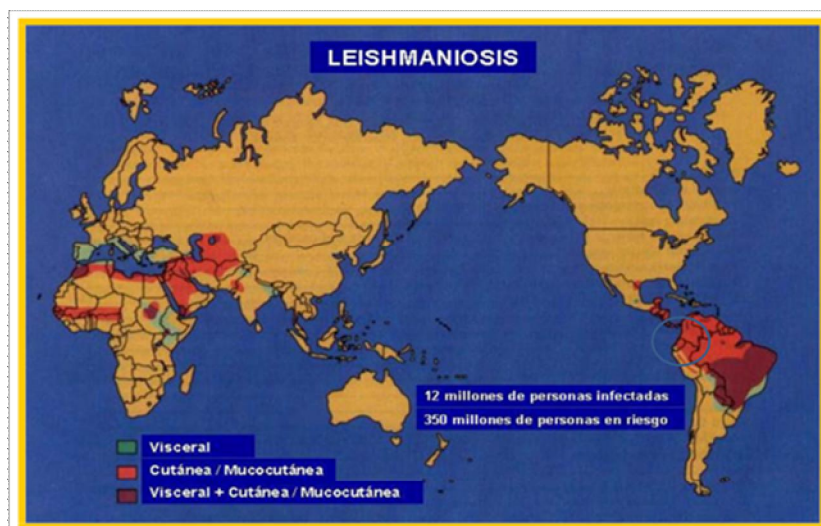 LEISHMANIOSIS
12 millones de personas infectadas
350 millones de personas en riesgo
Visceral
Cutánea / Mucocutánea
Visceral + Cutánea / Mucocutánea